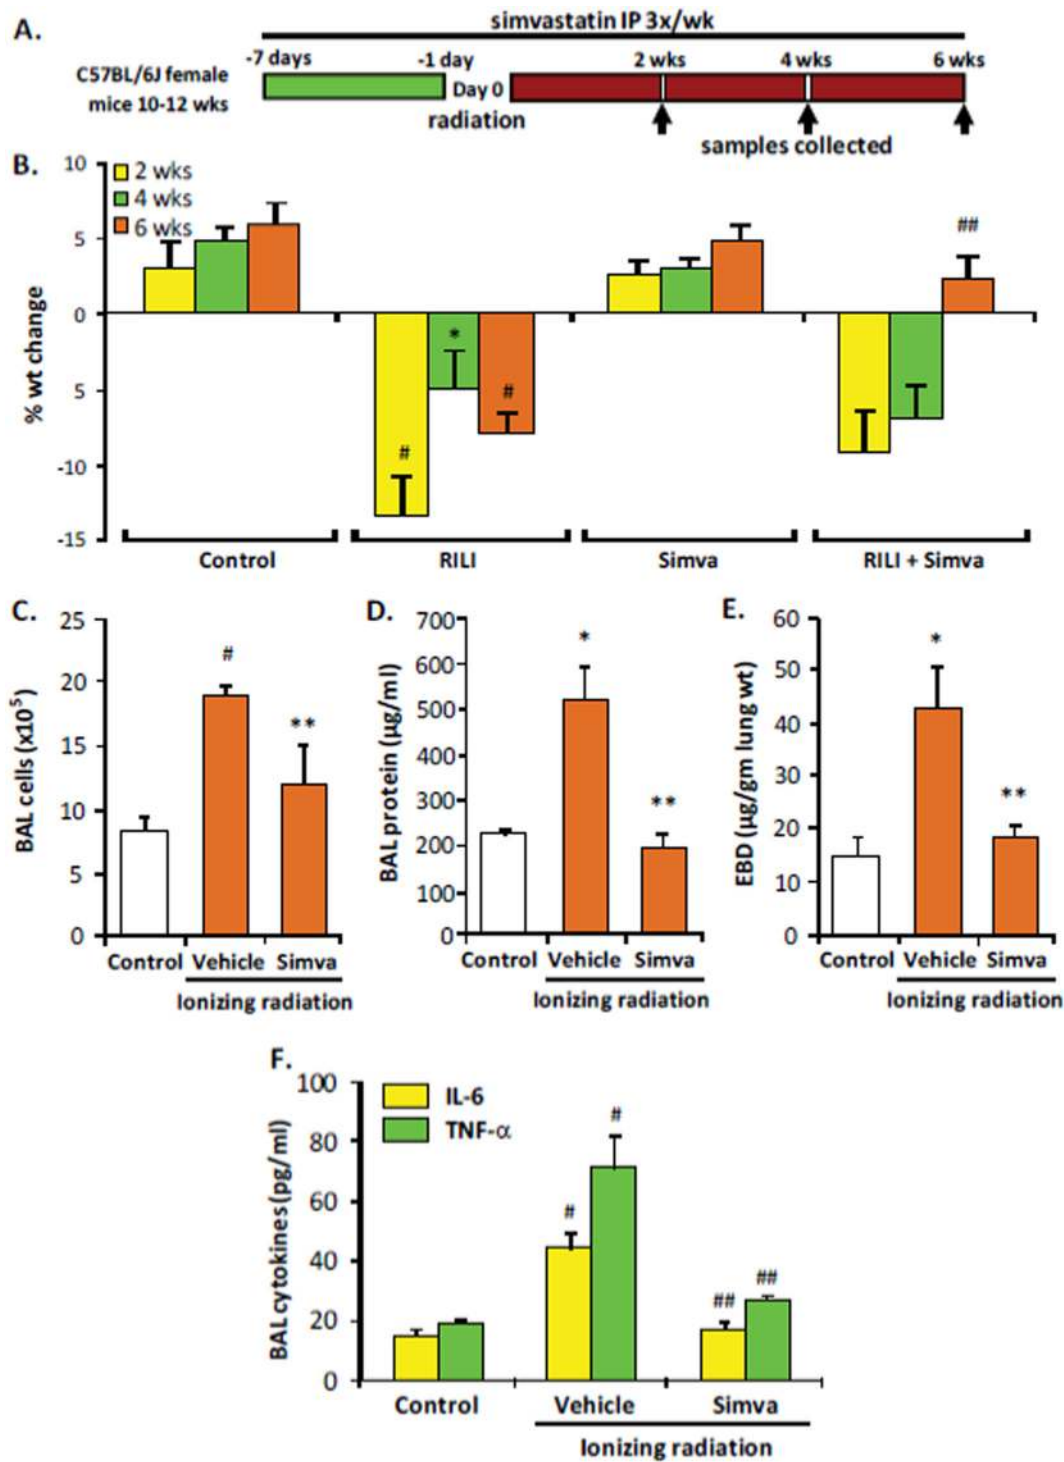 A.
simvastatin IP 3x/wk
-7 days -1 day 2 wks 4 wks 6 wks
C57BL/6J female
mice 10-12 wks
Day 0
radiation
samples collected
B.
% wt change
10
5
0
5
-10
-15
2 wks
4 wks
6 wks
*
#
#
##
Control RILI Simva RILI + Simva
C.
BAL cells (x10⁵)
25
20
15
10
5
0
#
**
Control Vehicle Simva
Ionizing radiation
D.
BAL protein (µg/ml)
700
600
500
400
300
200
100
0
*
**
Control Vehicle Simva
Ionizing radiation
E.
EBD (µg/gm lung wt)
60
50
40
30
20
10
0
*
**
Control Vehicle Simva
Ionizing radiation
F.
BAL cytokines(pg/ml)
100
80
60
40
20
0
IL-6
TNF-α
#
#
##
##
Control Vehicle Simva
Ionizing radiation